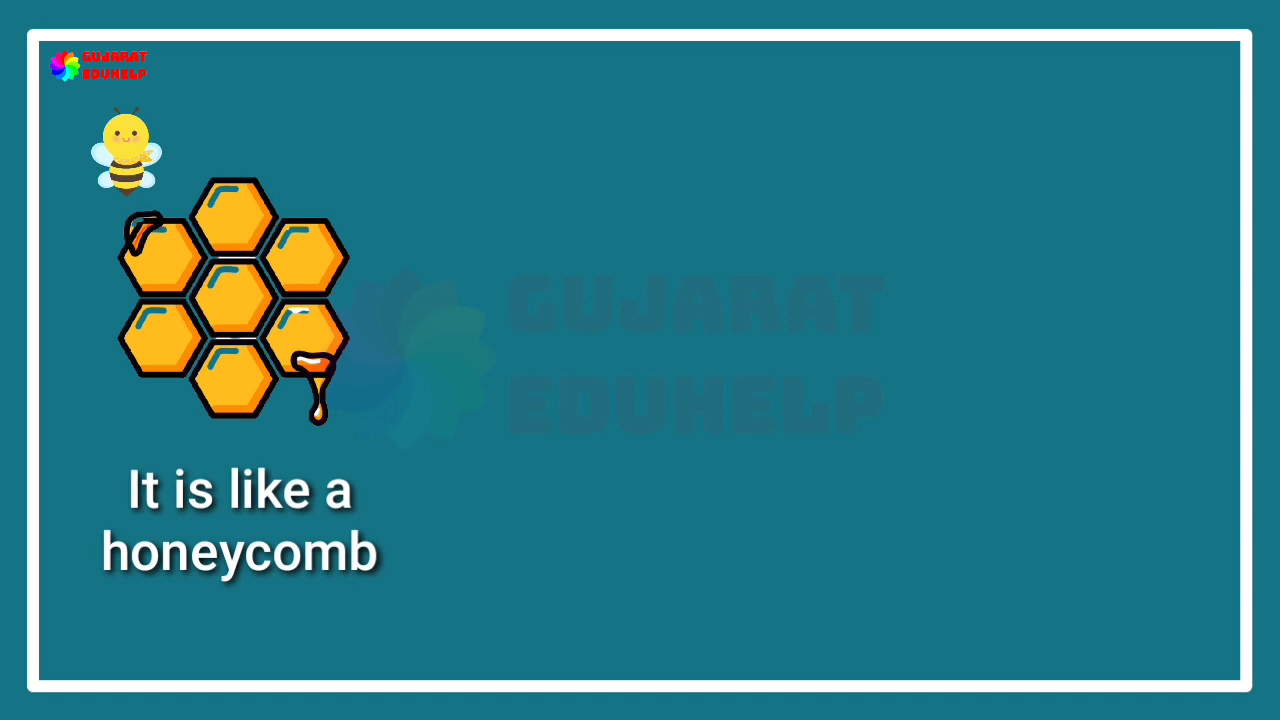 GUJARAT
EDUHELP
GUJARAT
EDUHELP
It is like a
honeycomb